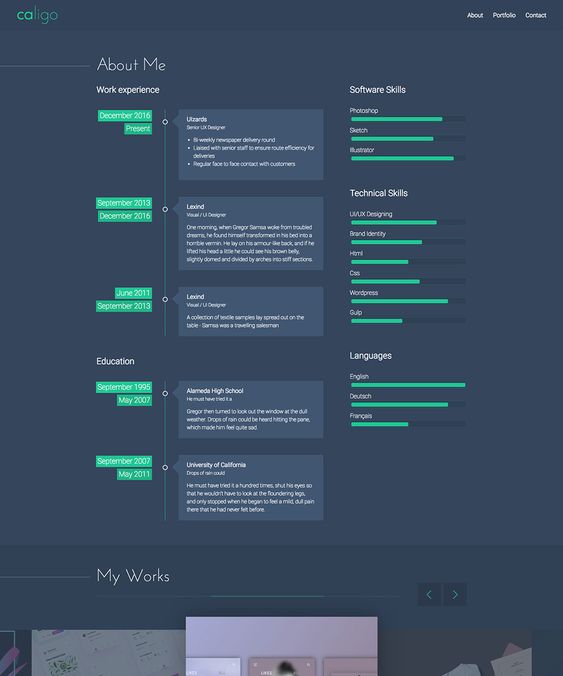 caligo
About Portfolio Contact
About Me
Work experience
December 2016
Present
Uizards
Senior UX Designer
Bi-weekly newspaper delivery round
Liaised with senior staff to ensure route efficiency for
deliveries
Regular face to face contact with customers
September 2013
December 2016
Lexind
Visual / UI Designer
One morning, when Gregor Samsa woke from troubled
dreams, he found himself transformed in his bed into a
horrible vermin. He lay on his armour-like back, and if he
lifted his head a little he could see his brown belly,
slightly domed and divided by arches into stiff sections.
June 2011
September 2013
Lexind
Visual / UI Designer
A collection of textile samples lay spread out on the
table - Samsa was a travelling salesman
Education
September 1995
May 2007
Alameda High School
He must have tried it a
Gregor then turned to look out the window at the dull
weather. Drops of rain could be heard hitting the pane,
which made him feel quite sad.
September 2007
May 2011
University of California
Drops of rain could
He must have tried it a hundred times, shut his eyes so
that he wouldn't have to look at the floundering legs,
and only stopped when he began to feel a mild, dull pain
there that he had never felt before.
Software Skills
Photoshop
Sketch
Illustrator
Technical Skills
UI/UX Designing
Brand Identity
Html
Css
Wordpress
Gulp
Languages
English
Deutsch
Français
My Works